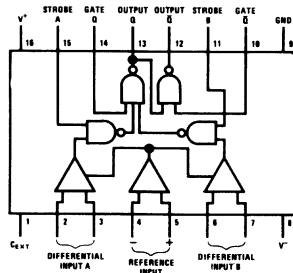 V+ STROBE A GATE Q OUTPUT Q OUTPUT Q̅ STROBE B GATE Q̅ GND
16 15 14 13 12 11 10 9
− +
1 2 3 4 5 6 7 8
CEXT DIFFERENTIAL INPUT A REFERENCE INPUT DIFFERENTIAL INPUT B V−